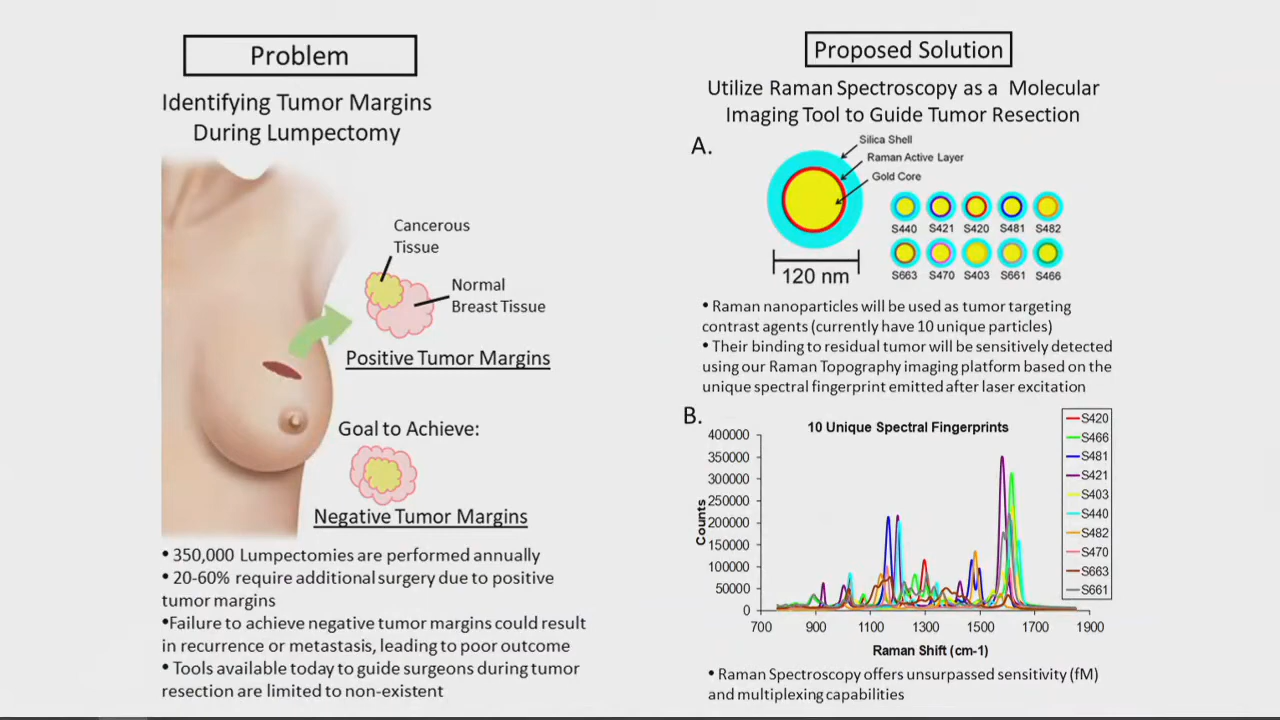 Problem
Identifying Tumor Margins
During Lumpectomy
Cancerous
Tissue
Normal
Breast Tissue
Positive Tumor Margins
Goal to Achieve:
Negative Tumor Margins
• 350,000 Lumpectomies are performed annually
• 20-60% require additional surgery due to positive
tumor margins
•Failure to achieve negative tumor margins could result
in recurrence or metastasis, leading to poor outcome
• Tools available today to guide surgeons during tumor
resection are limited to non-existent
Proposed Solution
Utilize Raman Spectroscopy as a Molecular
Imaging Tool to Guide Tumor Resection
A.
Silica Shell
Raman Active Layer
Gold Core
120 nm
S440 S421 S420 S481 S482
S663 S470 S403 S661 S466
• Raman nanoparticles will be used as tumor targeting
contrast agents (currently have 10 unique particles)
• Their binding to residual tumor will be sensitively detected
using our Raman Topography imaging platform based on the
unique spectral fingerprint emitted after laser excitation
B.
10 Unique Spectral Fingerprints
Counts
400000
350000
300000
250000
200000
150000
100000
50000
0
700 900 1100 1300 1500 1700 1900
Raman Shift (cm-1)
S420
S466
S481
S421
S403
S440
S482
S470
S663
S661
• Raman Spectroscopy offers unsurpassed sensitivity (fM)
and multiplexing capabilities